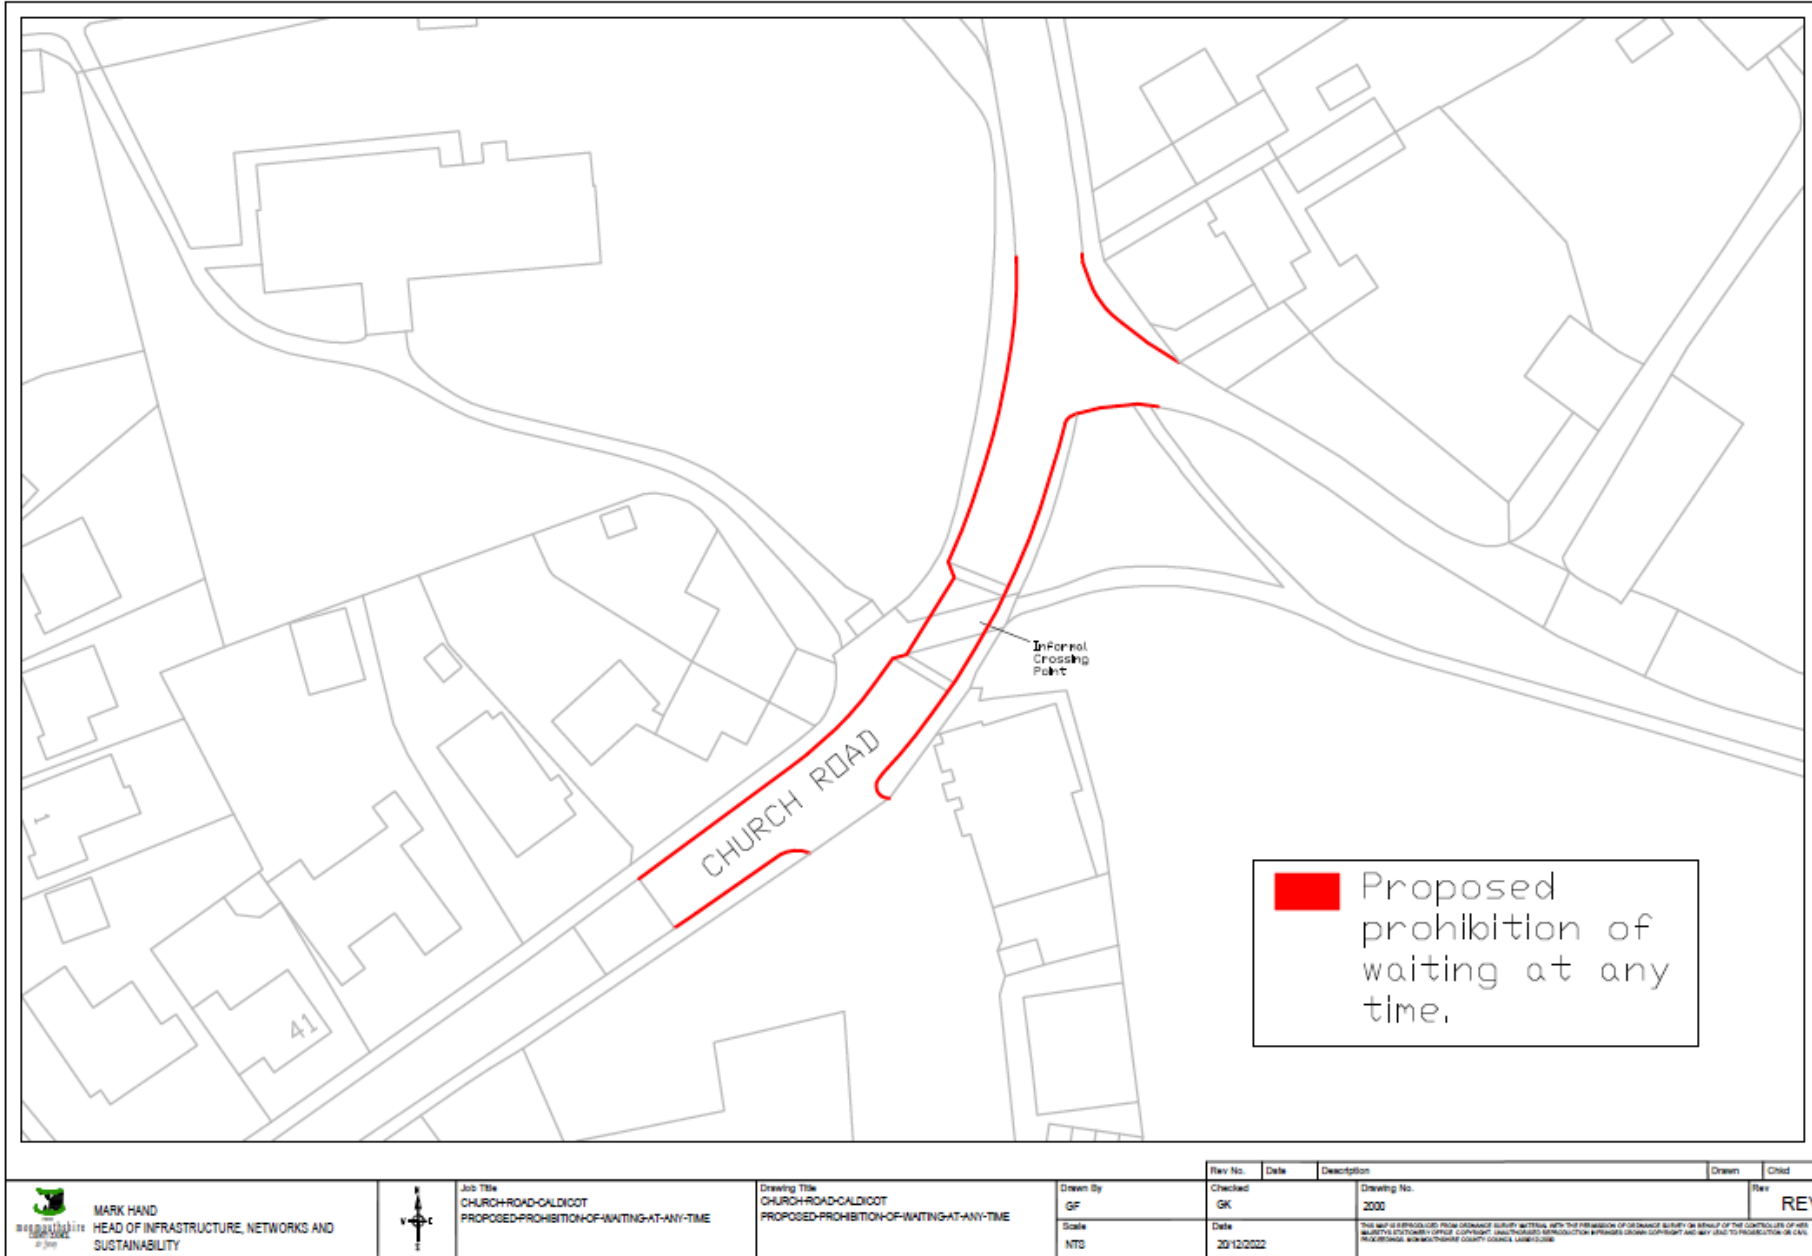 Informal
Crossing
Point
CHURCH ROAD
1
41
Proposed
prohibition of
waiting at any
time.
Rev No. Date Description Drawn Chkd
monmouthshire
MARK HAND
HEAD OF INFRASTRUCTURE, NETWORKS AND
SUSTAINABILITY
N
Job Title
CHURCH-ROAD-CALDICOT
PROPOSED-PROHIBITION-OF-WAITING-AT-ANY-TIME
Drawing Title
CHURCH-ROAD-CALDICOT
PROPOSED-PROHIBITION-OF-WAITING-AT-ANY-TIME
Drawn By
GF
Scale
NTS
Checked
GK
Date
20/12/2022
Drawing No.
2000
Rev
REV